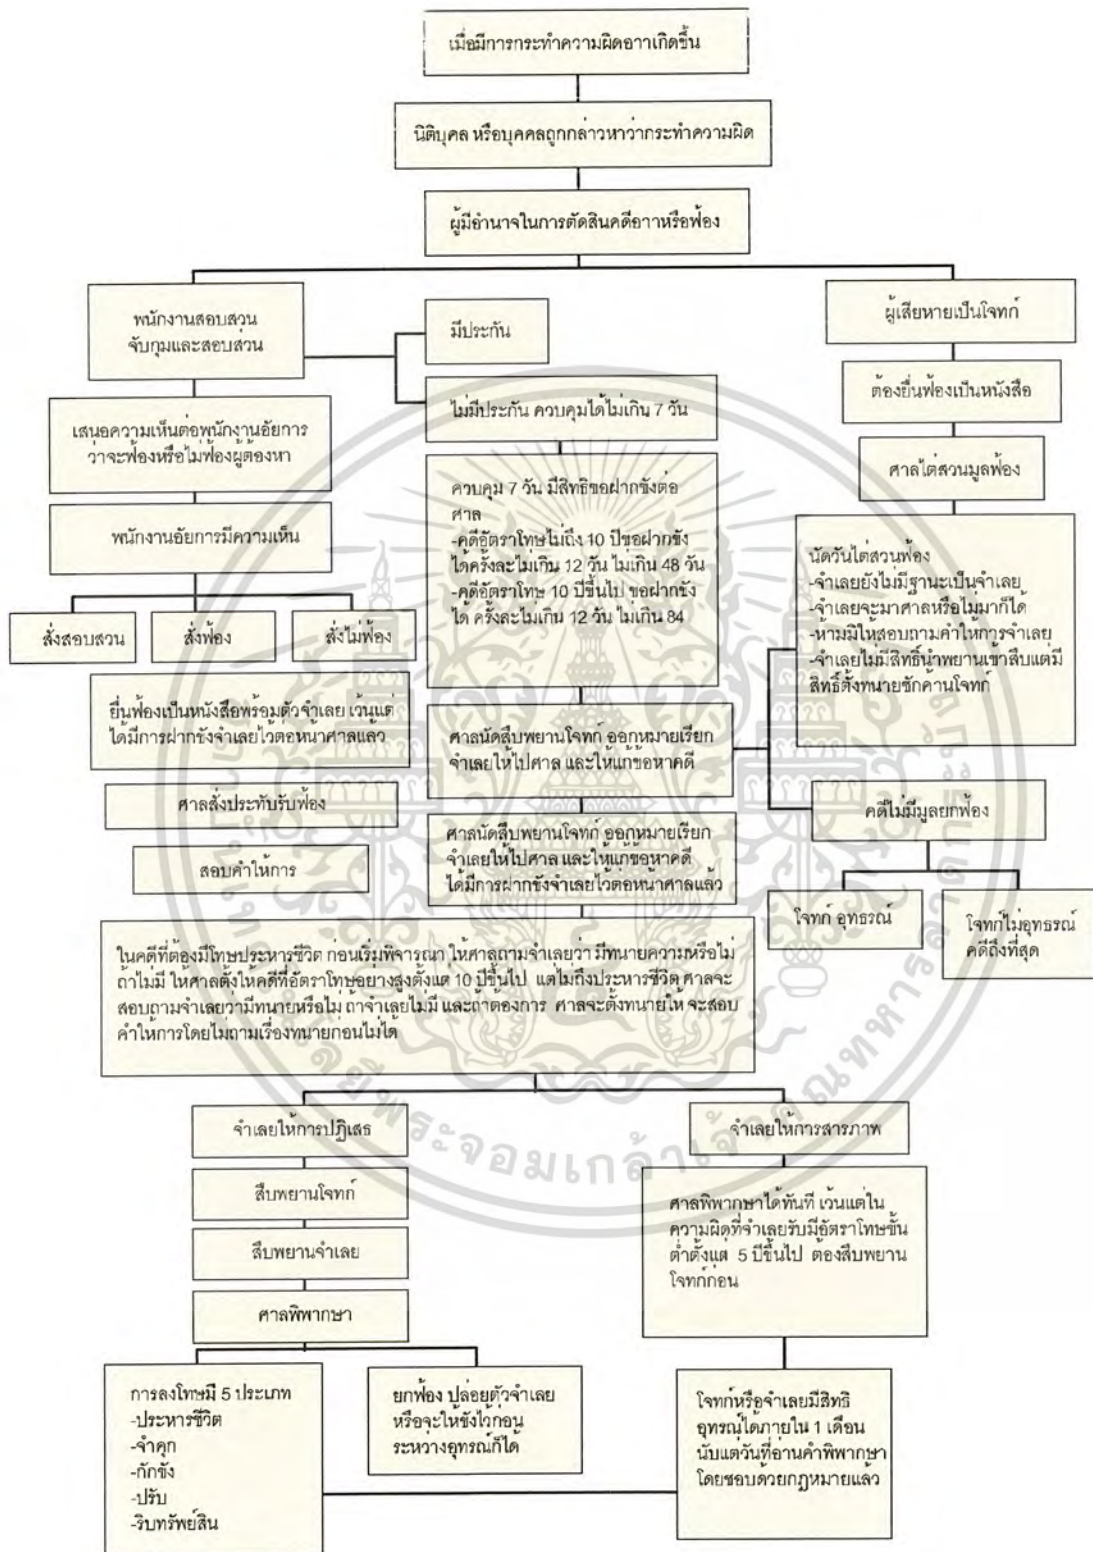 เมื่อมีการกระทำความผิดอาาเกิดขึ้น
นิติบุคล หรือบุคคลถูกกล่าวหาว่ากระทำความผิด
ผู้มีอำนาจในการตัดสินคดีอาาหรือฟ้อง
พนักงานสอบสวน
จับกุมและสอบส่วน
มีประกัน
ไม่มีประกัน ควบคุมได้ไม่เกิน 7 วัน
ผู้เสียหายเป็นโจทก์
ต้องยื่นฟ้องเป็นหนังสือ
ศาลไต่สวนมูลฟ้อง
เสนอความเห็นต่อพนักงานอัยการ
ว่าจะฟ้องหรือไม่ฟ้องผู้ต้องหา
พนักงานอัยการมีความเห็น
สั่งสอบสวน
สั่งฟ้อง
สั่งไม่ฟ้อง
ควบคุม 7 วัน มีสิทธิขอฝากขังต่อ
ศาล
-คดีอัตราโทษไม่ถึง 10 ปีขอฝากขัง
ได้ครั้งละไม่เกิน 12 วัน ไม่เกิน 48 วัน
-คดีอัตราโทษ 10 ปีขึ้นไป ขอฝากขัง
ได้ ครั้งละไม่เกิน 12 วัน ไม่เกิน 84
นัดวันไต่สวนฟ้อง
-จำเลยยังไม่มีฐานะเป็นจำเลย
-จำเลยจะมาศาลหรือไม่มาก็ได้
-ห้ามมิให้สอบถามคำให้การจำเลย
-จำเลยไม่มีสิทธิ์นำพยานเข้าสืบแต่มี
สิทธิ์ตั้งทนายซักค้านโจทก์
ยื่นฟ้องเป็นหนังสือพร้อมตัวจำเลย เว้นแต่
ได้มีการฝากขังจำเลยไว้ต่อหน้าศาลแล้ว
ศาลสั่งประทับรับฟ้อง
สอบคำให้การ
ศาลนัดสืบพยานโจทก์ ออกหมายเรียก
จำเลยให้ไปศาล และให้แก้ข้อหาคดี
ศาลนัดสืบพยานโจทก์ ออกหมายเรียก
จำเลยให้ไปศาล และให้แก้ข้อหาคดี
ได้มีการฝากขังจำเลยไว้ต่อหน้าศาลแล้ว
คดีไม่มีมูลยกฟ้อง
โจทก์ อุทธรณ์
โจทก์ไม่อุทธรณ์
คดีถึงที่สุด
ในคดีที่ต้องมีโทษประหารชีวิต ก่อนเริ่มพิจารณา ให้ศาลถามจำเลยว่า มีทนายความหรือไม่
ถ้าไม่มี ให้ศาลตั้งให้คดีที่อัตราโทษอย่างสูงตั้งแต่ 10 ปีขึ้นไป แต่ไม่ถึงประหารชีวิต ศาลจะ
สอบถามจำเลยว่ามีทนายหรือไม่ ถ้าจำเลยไม่มี และถ้าต้องการ ศาลจะตั้งทนายให้ จะสอบ
คำให้การโดยไม่ถามเรื่องทนายก่อนไม่ได้
จำเลยให้การปฏิเสธ
สืบพยานโจทก์
สืบพยานจำเลย
ศาลพิพากษา
จำเลยให้การสารภาพ
ศาลพิพากษาได้ทันที เว้นแต่ใน
ความผิดที่จำเลยรับมีอัตราโทษขั้น
ต่ำตั้งแต่ 5 ปีขึ้นไป ต้องสืบพยาน
โจทก์ก่อน
การลงโทษมี 5 ประเภท
-ประหารชีวิต
-จำคุก
-กักขัง
-ปรับ
-ริบทรัพย์สิน
ยกฟ้อง ปล่อยตัวจำเลย
หรือจะให้ขังไว้ก่อน
ระหว่างอุทรณ์ก็ได้
โจทก์หรือจำเลยมีสิทธิ
อุทรณ์ได้ภายใน 1 เดือน
นับแต่วันที่อ่านคำพิพากษา
โดยชอบด้วยกฎหมายแล้ว